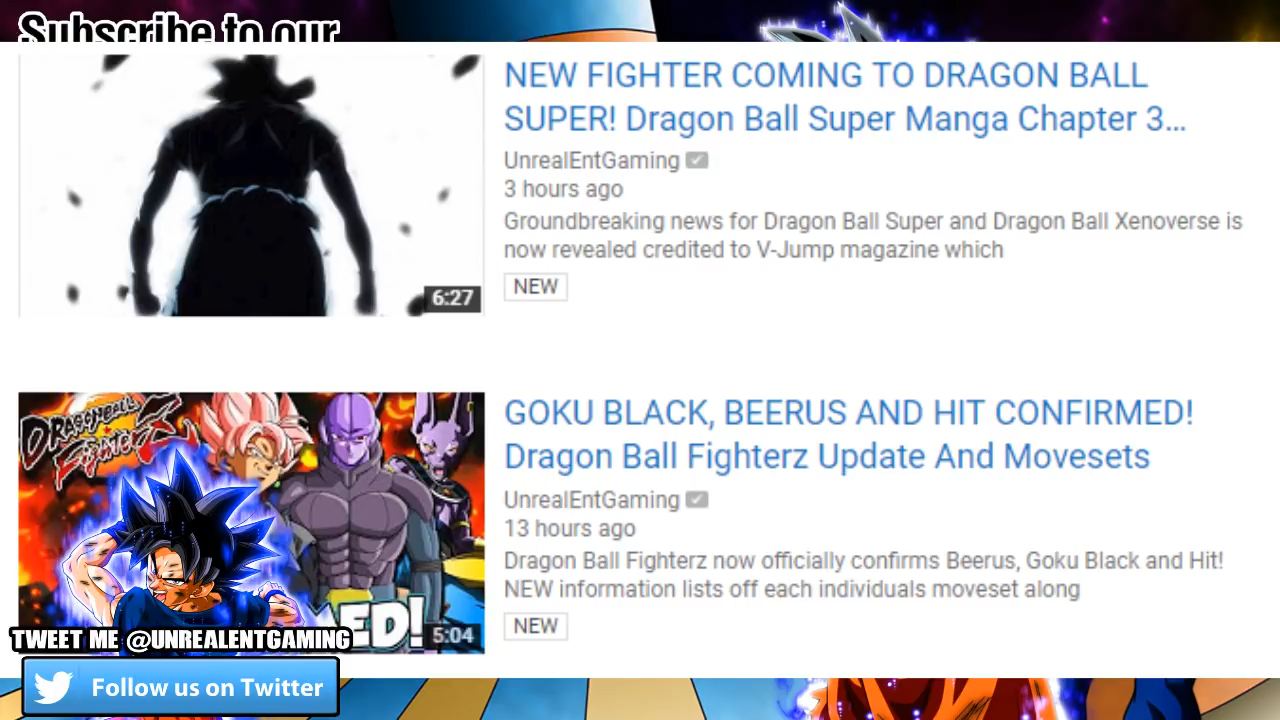 Subscribe to our
NEW FIGHTER COMING TO DRAGON BALL
SUPER! Dragon Ball Super Manga Chapter 3...
UnrealEntGaming
3 hours ago
Groundbreaking news for Dragon Ball Super and Dragon Ball Xenoverse is
now revealed credited to V-Jump magazine which
NEW
6:27
DRAGONBALL
FighterZ
GOKU BLACK, BEERUS AND HIT CONFIRMED!
Dragon Ball Fighterz Update And Movesets
UnrealEntGaming
13 hours ago
Dragon Ball Fighterz now officially confirms Beerus, Goku Black and Hit!
NEW information lists off each individuals moveset along
NEW
ED!
5:04
TWEET ME @UNREALENTGAMING
Follow us on Twitter